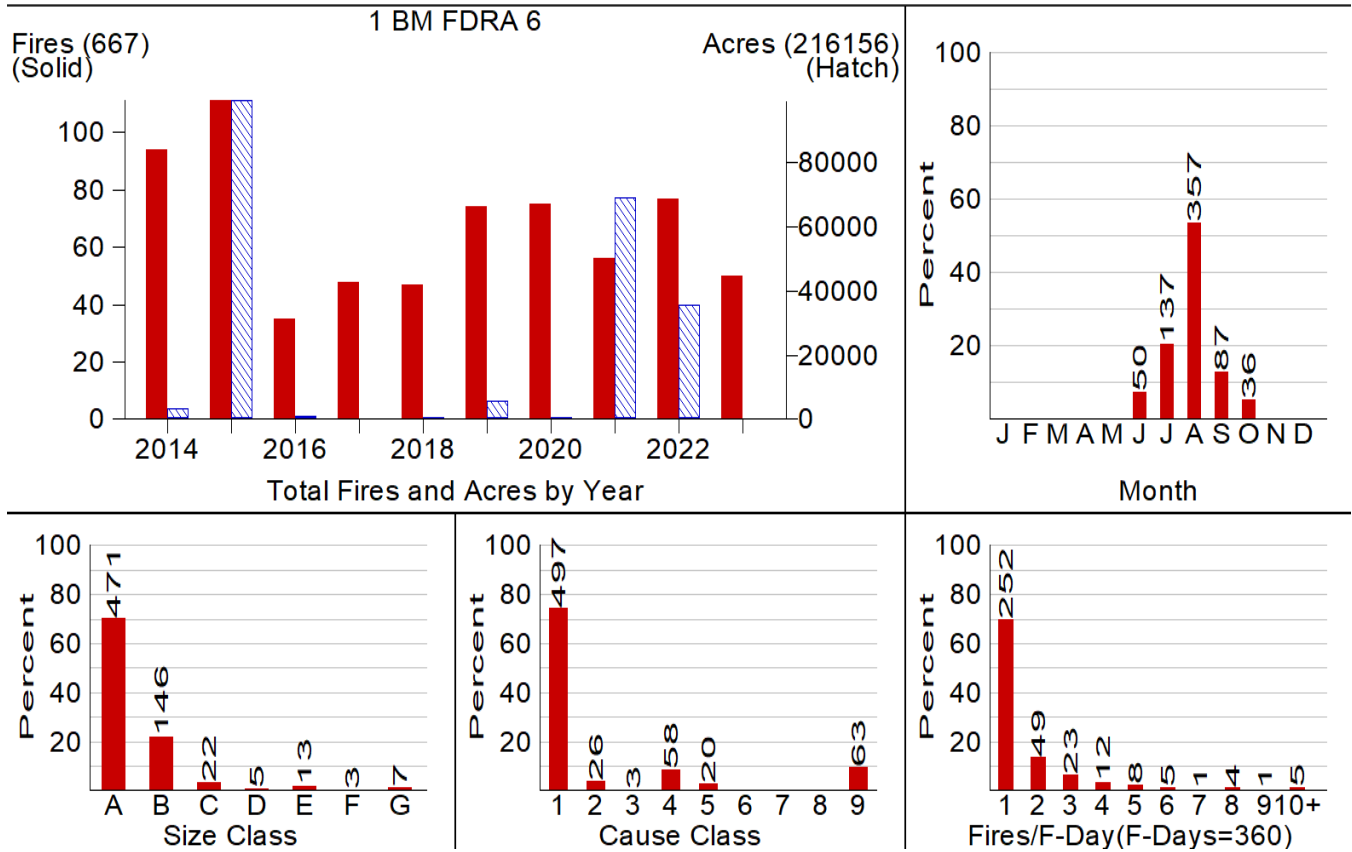 1 BM FDRA 6
Fires (667)
(Solid)
Acres (216156)
(Hatch)
100
80
60
40
20
0
80000
60000
40000
20000
0
2014 2016 2018 2020 2022
Total Fires and Acres by Year
Percent
100
80
60
40
20
50 137 357 87 36
J F M A M J J A S O N D
Month
Percent
100
80
60
40
20
471 146 22 5 13 3 7
A B C D E F G
Size Class
Percent
100
80
60
40
20
497 26 3 58 20 63
1 2 3 4 5 6 7 8 9
Cause Class
Percent
100
80
60
40
20
252 49 23 12 8 5 1 4 1 5
1 2 3 4 5 6 7 8 9 10+
Fires/F-Day(F-Days=360)